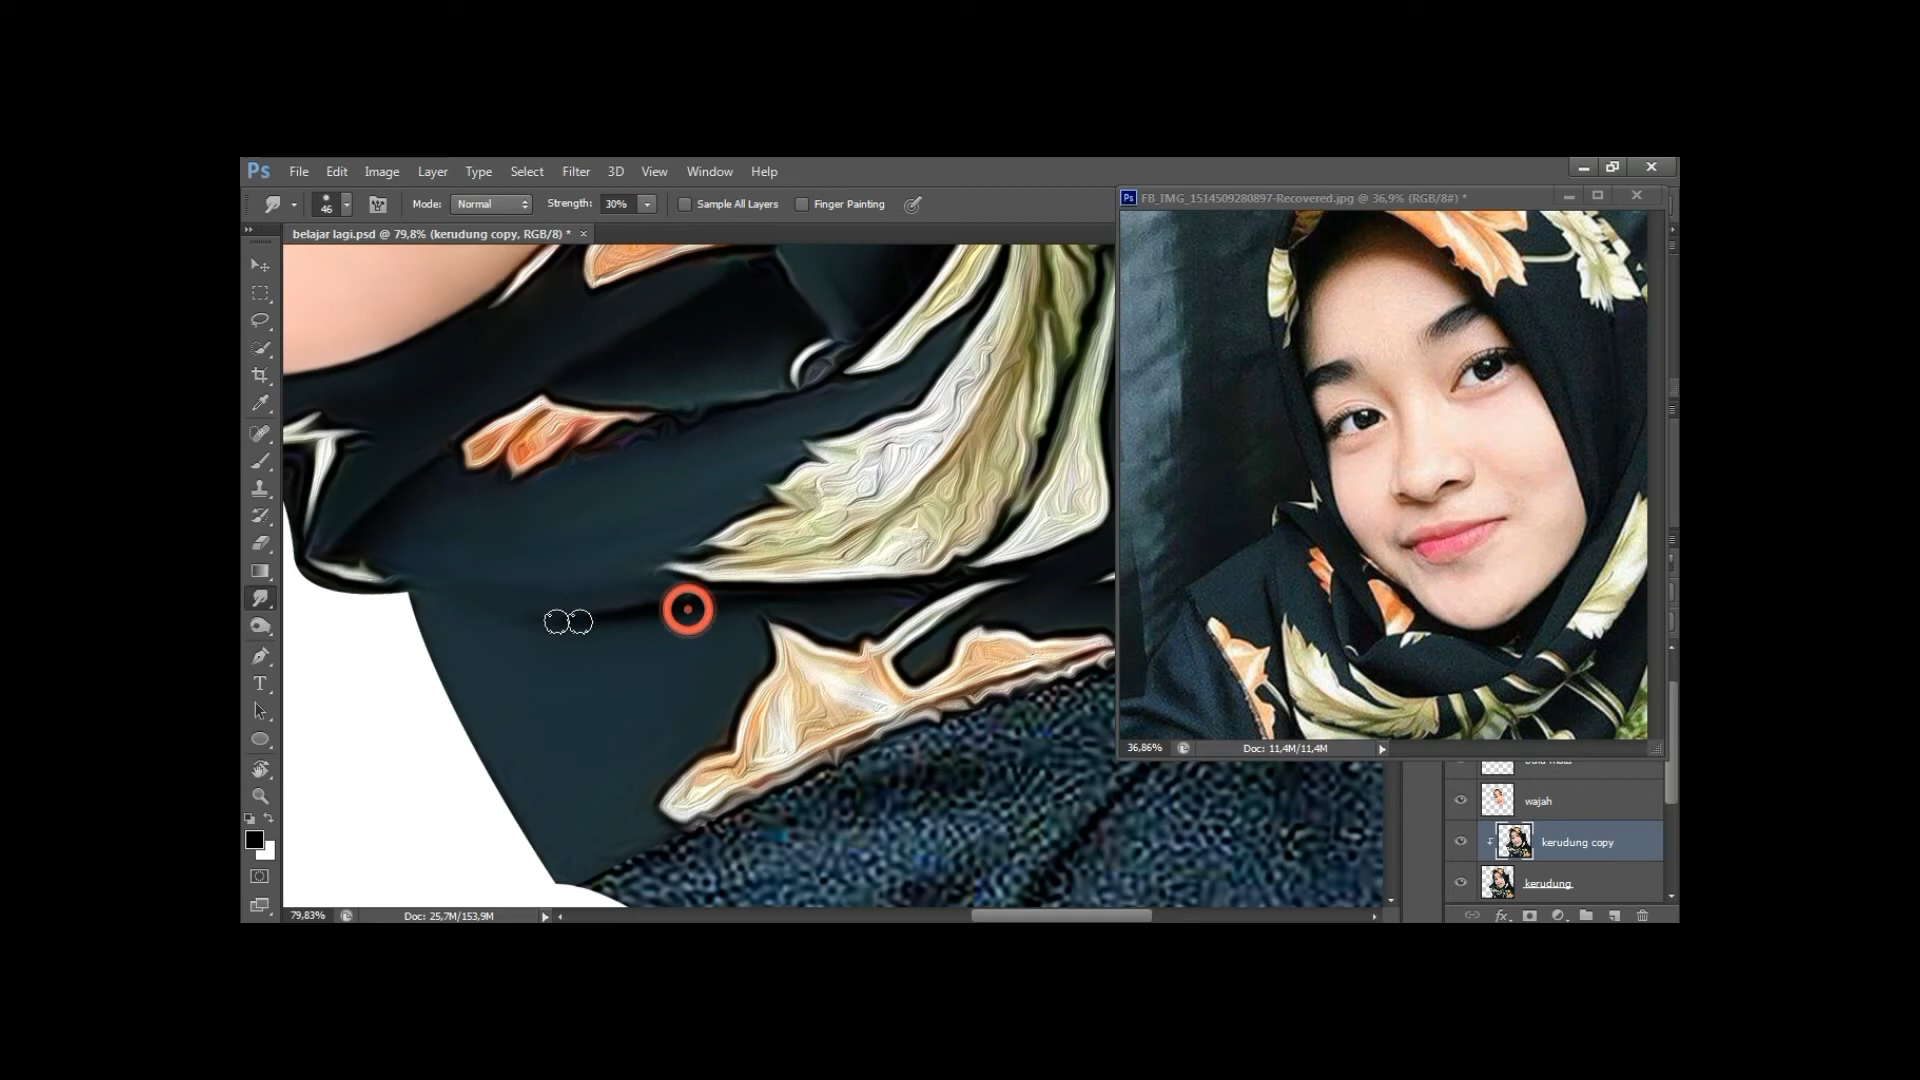 Ps File Edit Image Layer Type Select Filter 3D View Window Help
46 Mode: Normal Strength: 30% Sample All Layers Finger Painting
Ps FB_IMG_1514509280897-Recovered.jpg @ 36,9% (RGB/8#) *
belajar lagi.psd @ 79,8% (kerudung copy, RGB/8) *
T
36,86% Doc: 11,4M/11,4M
wajah
kerudung copy
kerudung
79,83% Doc: 25,7M/153,9M
fx